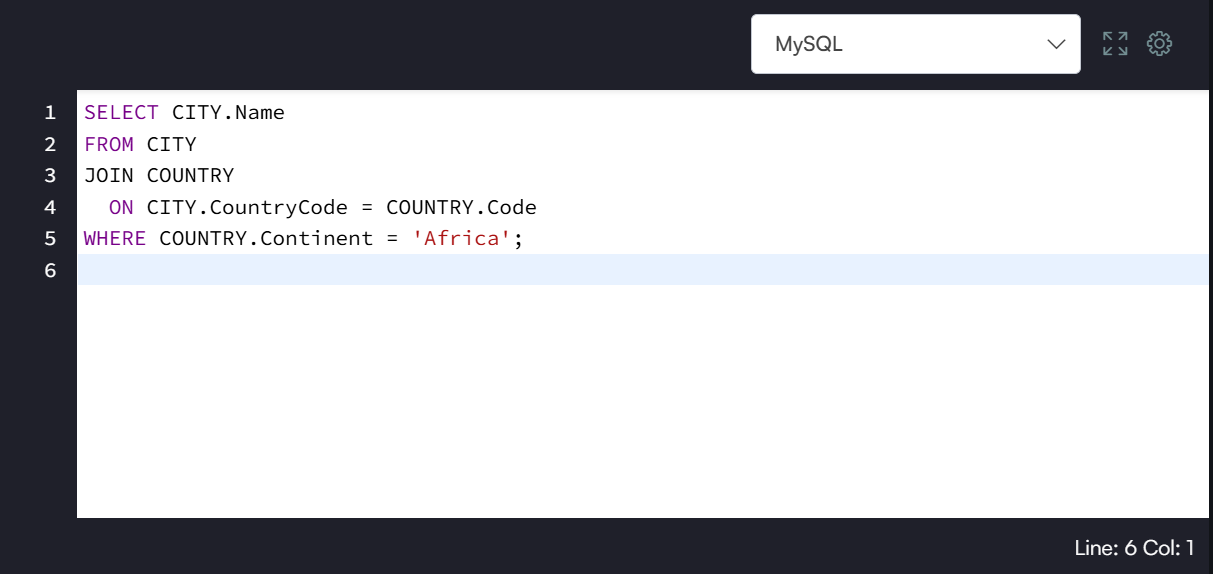 MySQL
1 SELECT CITY.Name
2 FROM CITY
3 JOIN COUNTRY
4   ON CITY.CountryCode = COUNTRY.Code
5 WHERE COUNTRY.Continent = 'Africa';
6
Line: 6 Col: 1